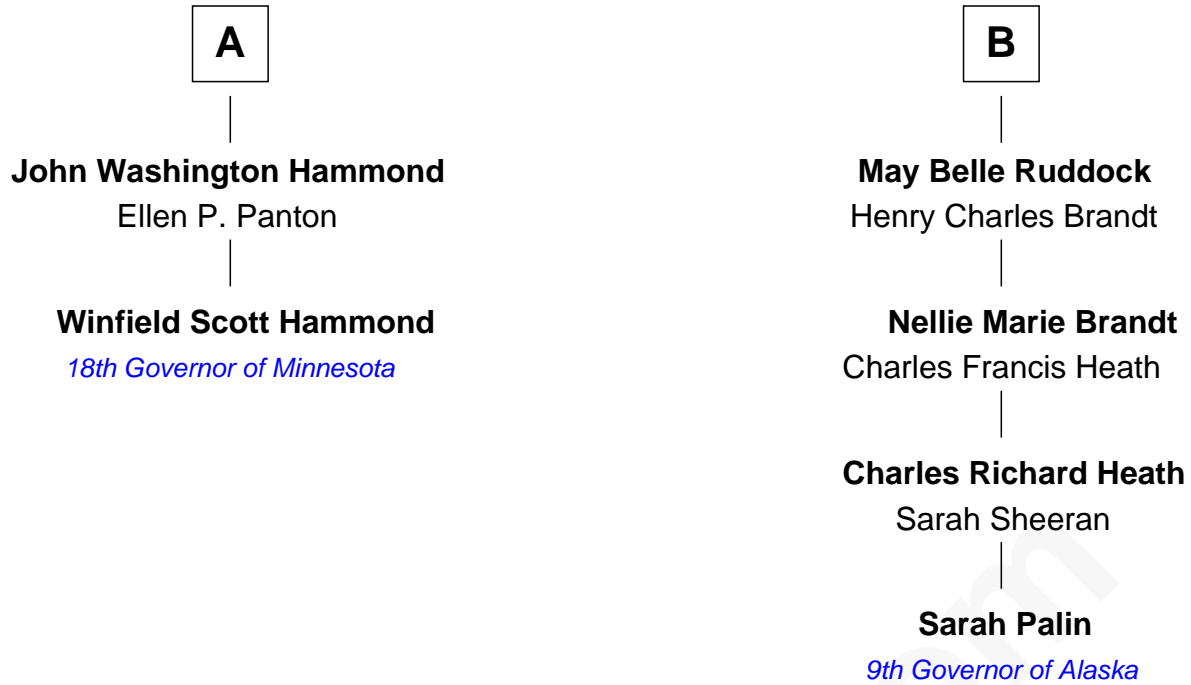 A
John Washington Hammond
Ellen P. Panton
Winfield Scott Hammond
18th Governor of Minnesota
B
May Belle Ruddock
Henry Charles Brandt
Nellie Marie Brandt
Charles Francis Heath
Charles Richard Heath
Sarah Sheeran
Sarah Palin
9th Governor of Alaska